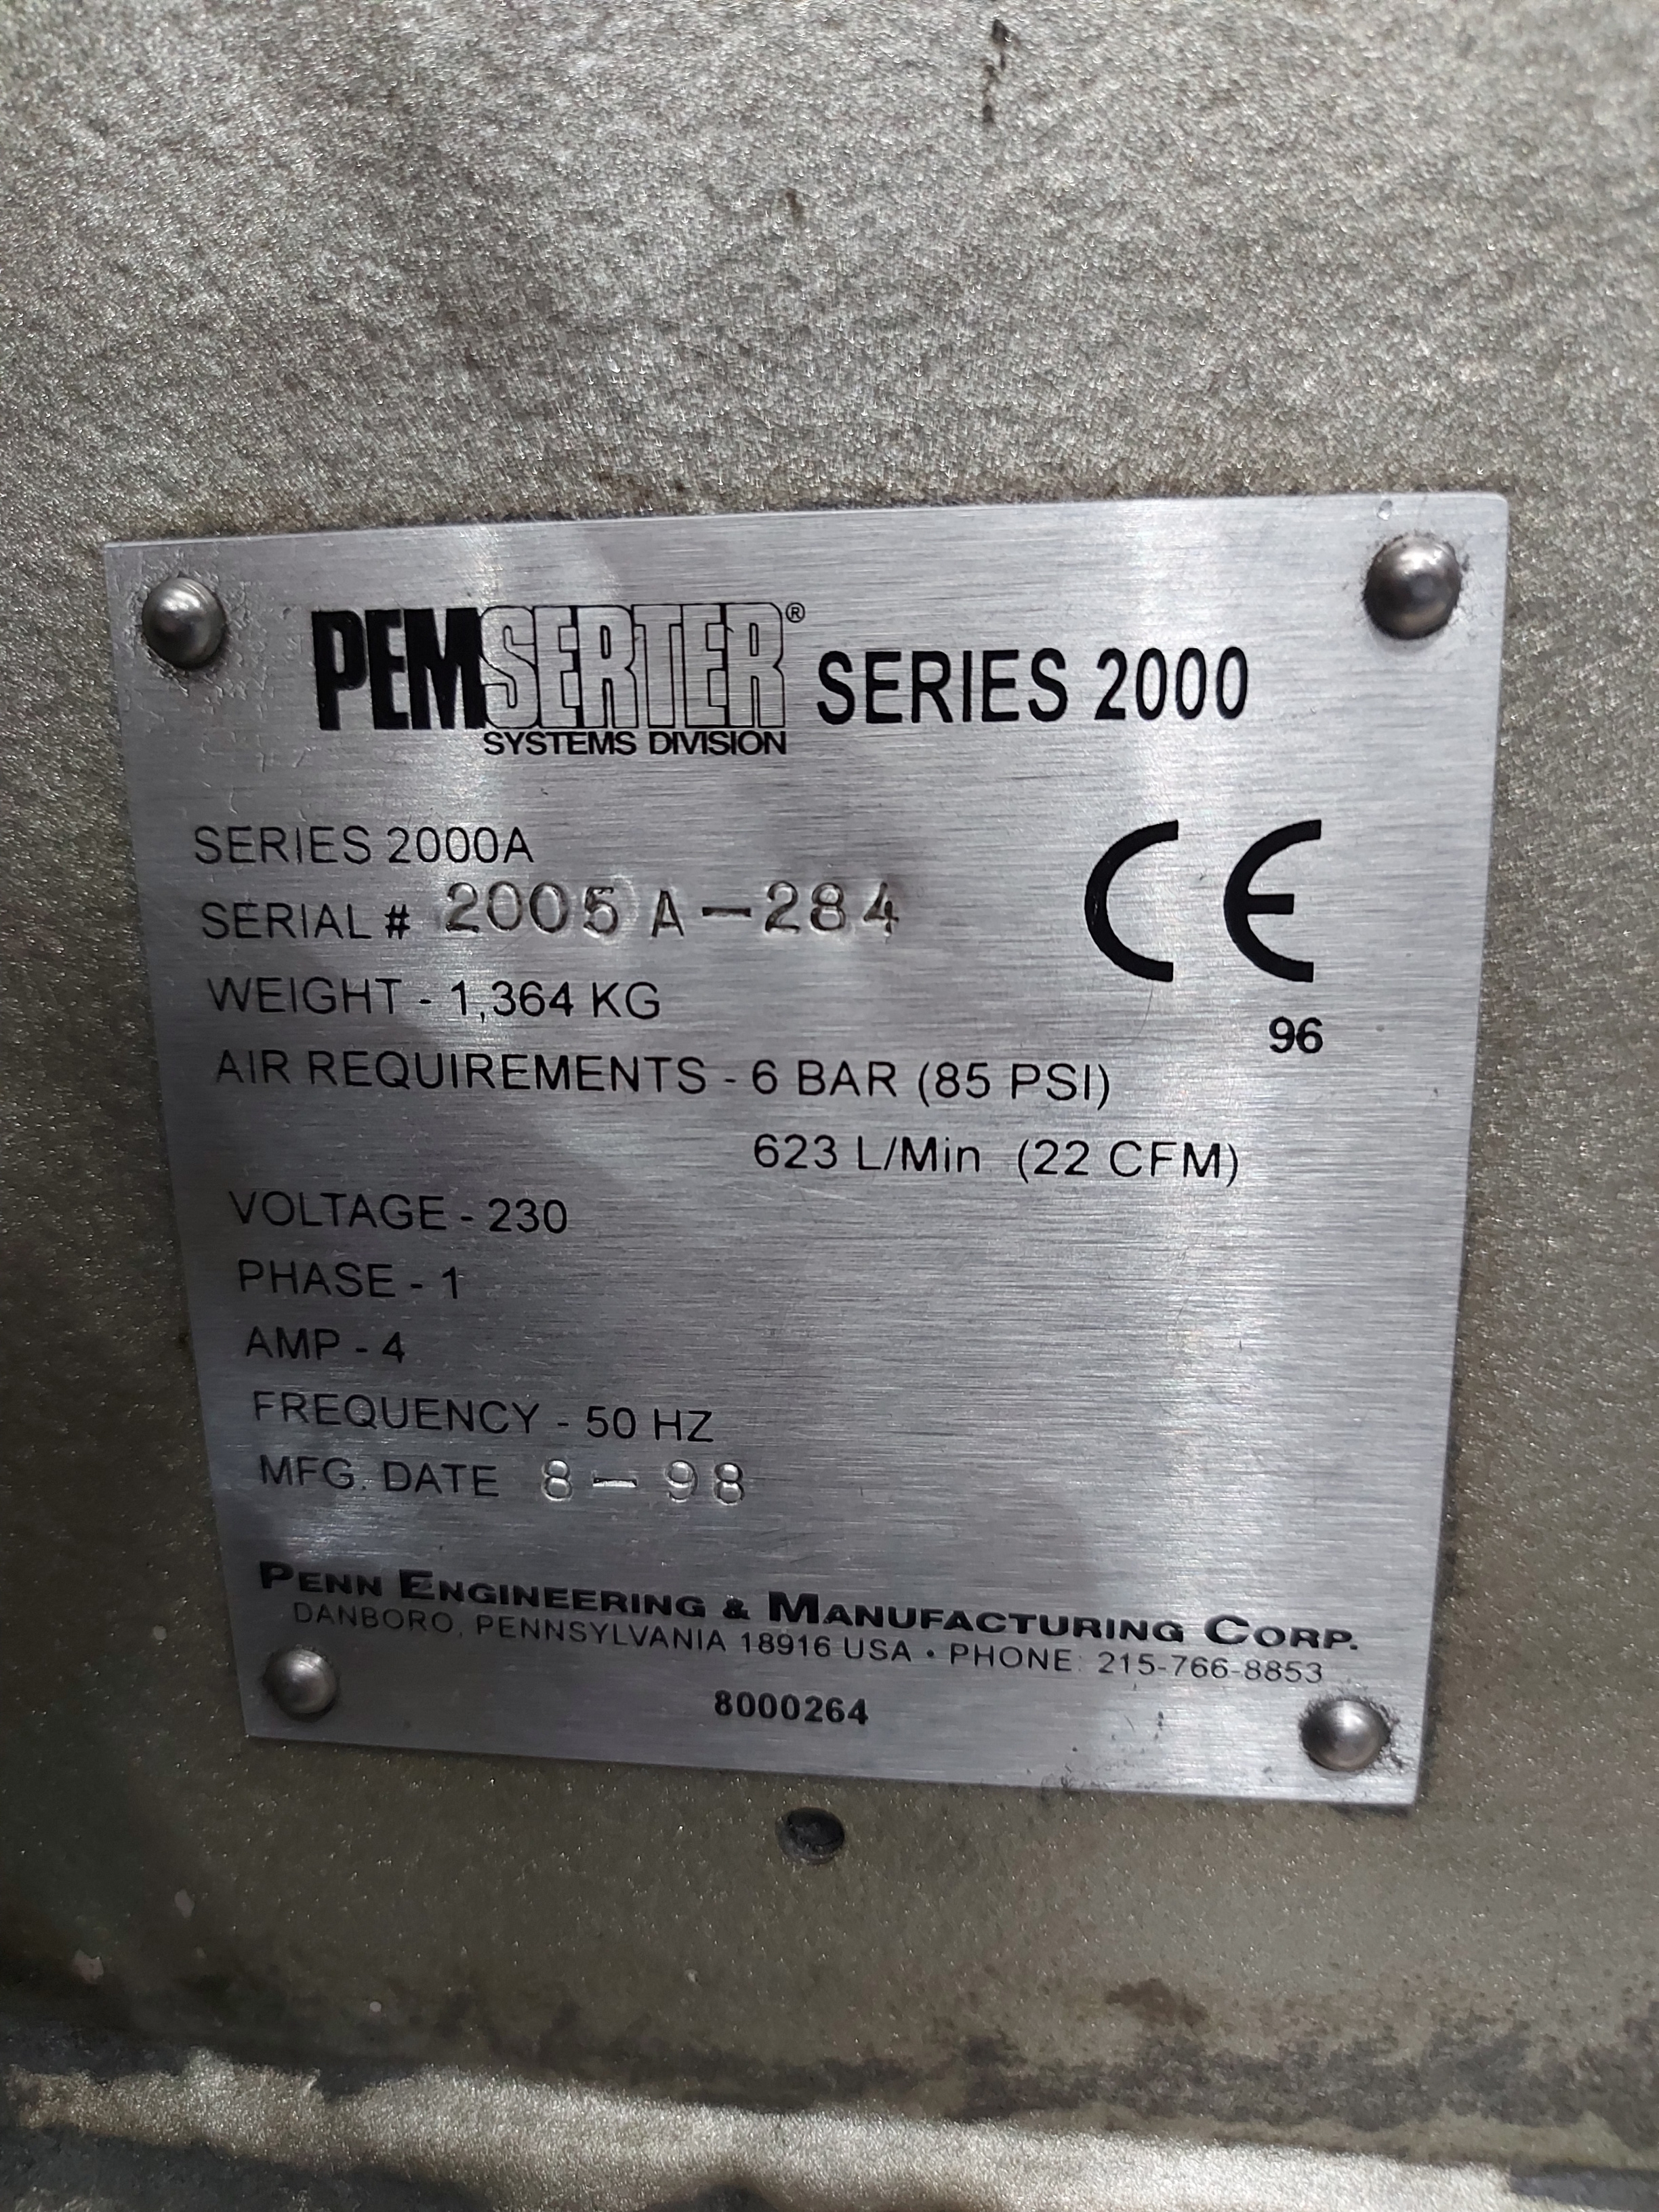 PEMSERTER® SERIES 2000
SYSTEMS DIVISION
SERIES 2000A
SERIAL # 2005A-284
WEIGHT - 1,364 KG
AIR REQUIREMENTS - 6 BAR (85 PSI)
623 L/Min (22 CFM)
VOLTAGE - 230
PHASE - 1
AMP - 4
FREQUENCY - 50 HZ
MFG. DATE 8-98
CE
96
PENN ENGINEERING & MANUFACTURING CORP.
DANBORO, PENNSYLVANIA 18916 USA • PHONE: 215-766-8853
8000264